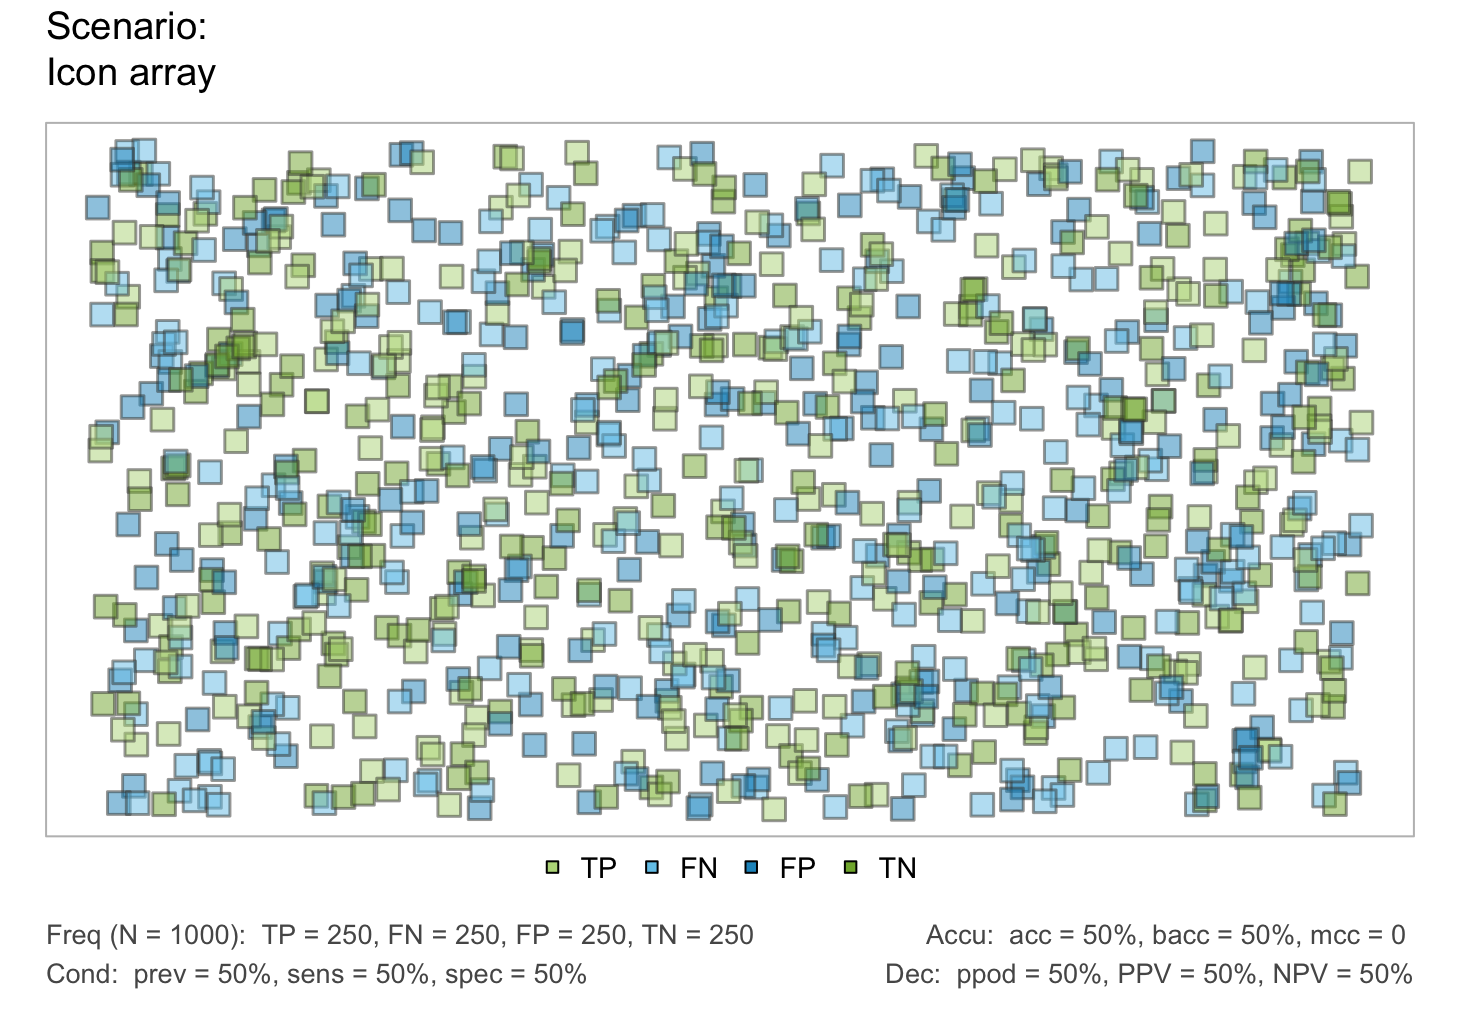 Scenario:
Icon array
TP FN FP TN
Freq (N = 1000): TP = 250, FN = 250, FP = 250, TN = 250
Accu: acc = 50%, bacc = 50%, mcc = 0
Cond: prev = 50%, sens = 50%, spec = 50%
Dec: ppod = 50%, PPV = 50%, NPV = 50%